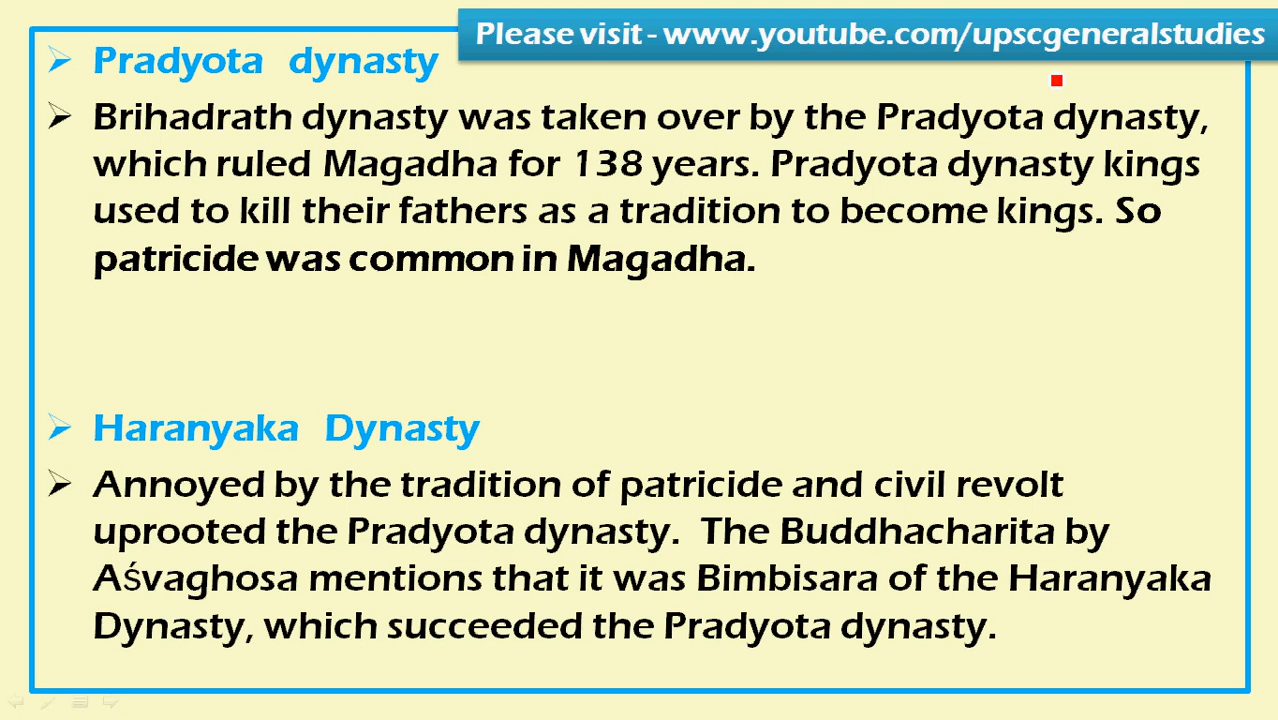 Please visit - www.youtube.com/upscgeneralstudies
Pradyota dynasty
Brihadrath dynasty was taken over by the Pradyota dynasty,
which ruled Magadha for 138 years. Pradyota dynasty kings
used to kill their fathers as a tradition to become kings. So
patricide was common in Magadha.
Haranyaka Dynasty
Annoyed by the tradition of patricide and civil revolt
uprooted the Pradyota dynasty. The Buddhacharita by
Aśvaghosa mentions that it was Bimbisara of the Haranyaka
Dynasty, which succeeded the Pradyota dynasty.